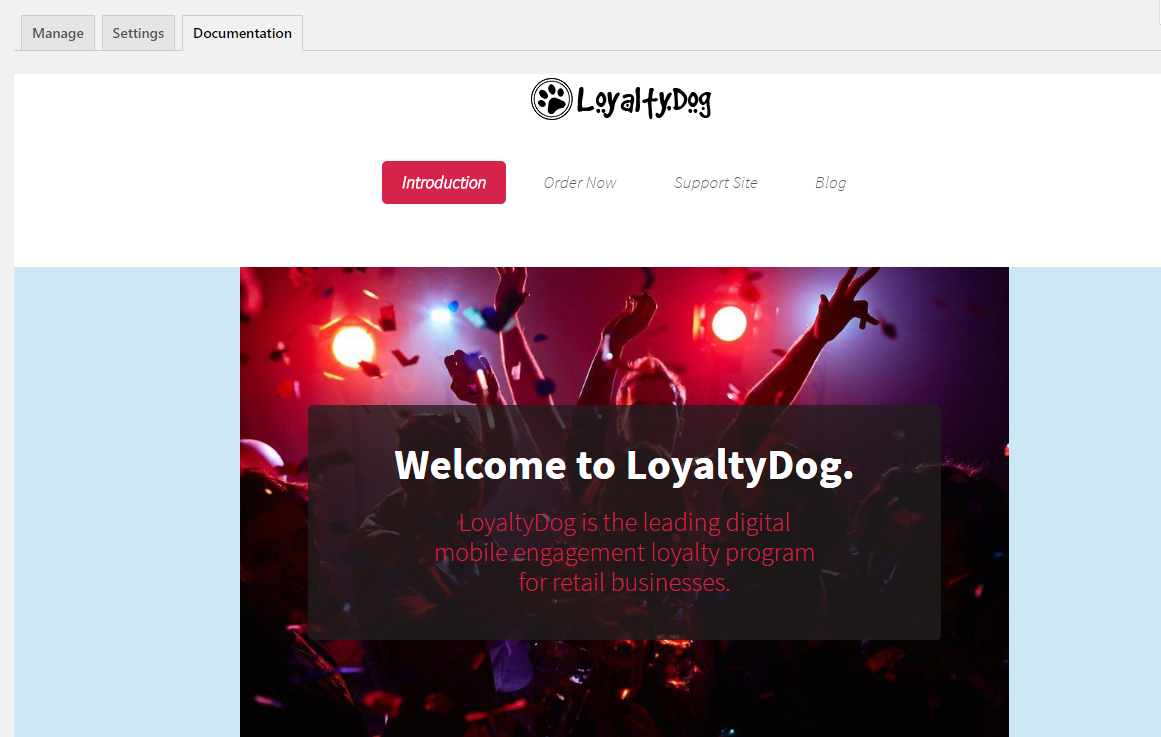 Manage Settings Documentation
LoyaltyDog
Introduction Order Now Support Site Blog
Welcome to LoyaltyDog.
LoyaltyDog is the leading digital
mobile engagement loyalty program
for retail businesses.